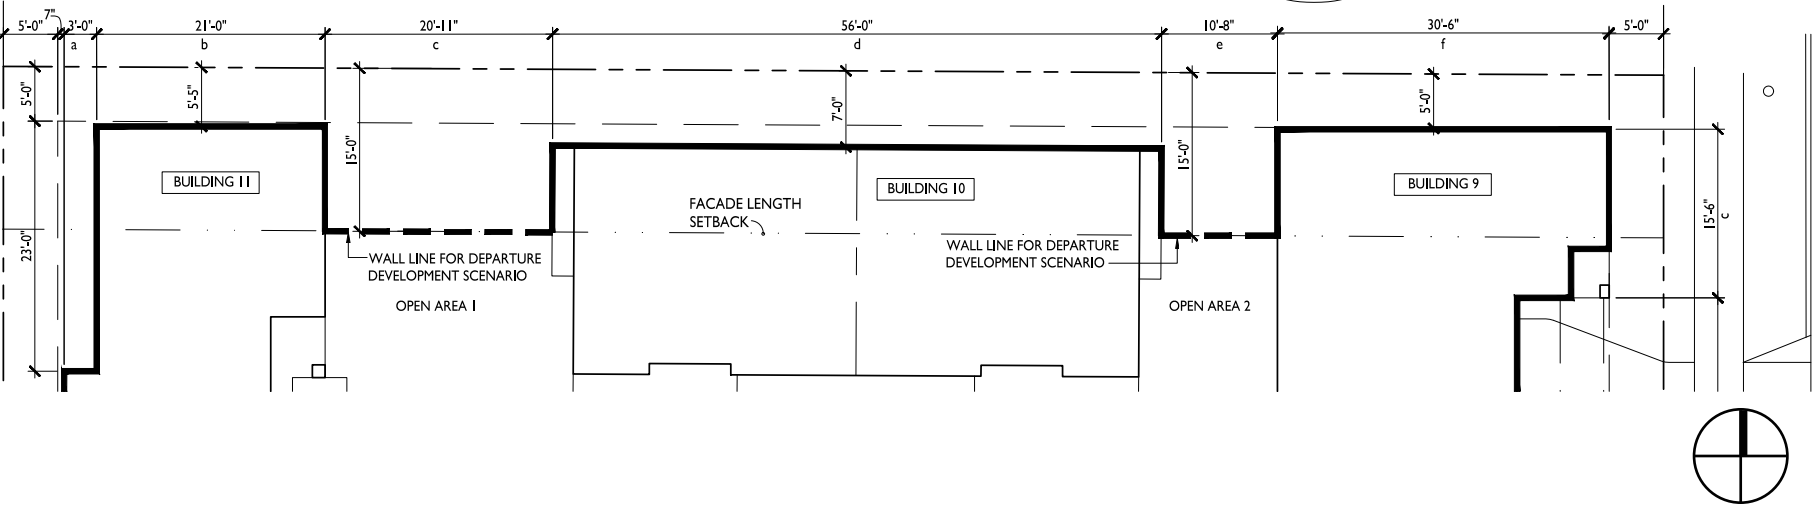 5'-0"
7"
3'-0"
21'-0"
20'-11"
56'-0"
10'-8"
30'-6"
5'-0"
a
b
c
d
e
f
5'-0"
5'-5"
15'-0"
7'-0"
15'-0"
5'-0"
BUILDING 11
BUILDING 10
BUILDING 9
FACADE LENGTH
SETBACK
23'-0"
15'-6"
c
WALL LINE FOR DEPARTURE
DEVELOPMENT SCENARIO
WALL LINE FOR DEPARTURE
DEVELOPMENT SCENARIO
OPEN AREA 1
OPEN AREA 2